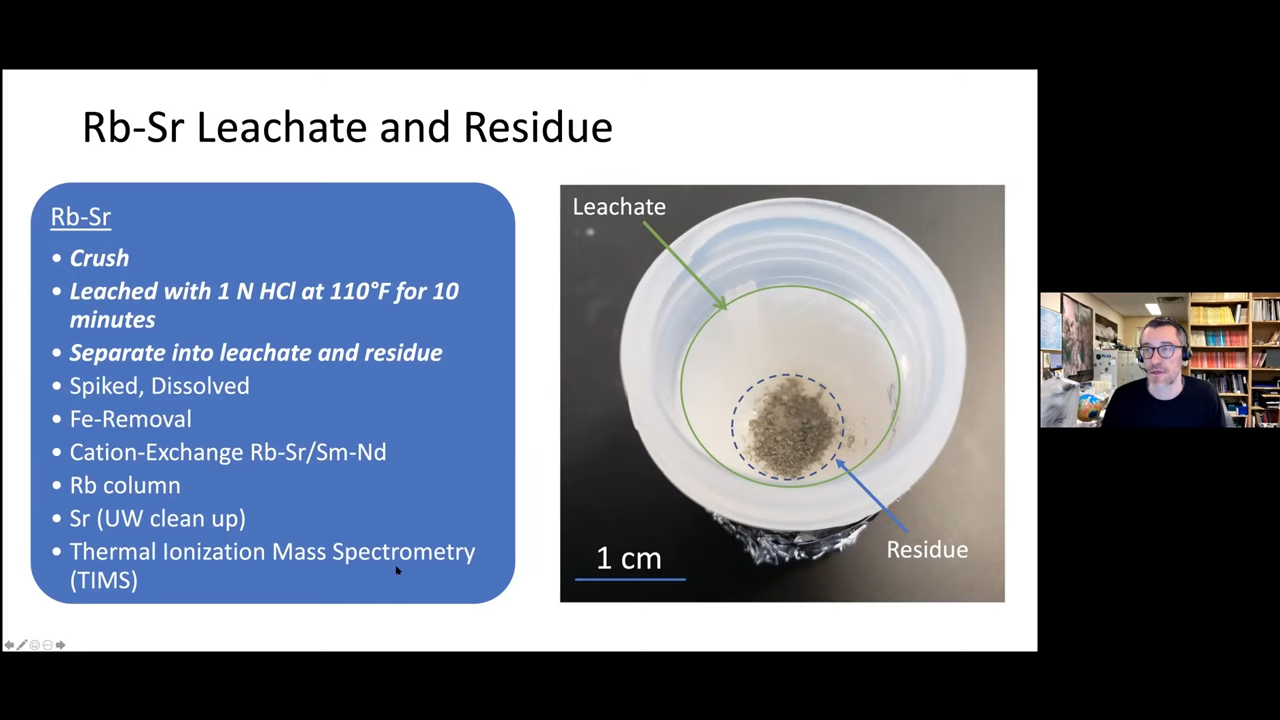 Rb-Sr Leachate and Residue
Rb-Sr
• Crush
• Leached with 1 N HCl at 110°F for 10
minutes
• Separate into leachate and residue
• Spiked, Dissolved
• Fe-Removal
• Cation-Exchange Rb-Sr/Sm-Nd
• Rb column
• Sr (UW clean up)
• Thermal Ionization Mass Spectrometry
(TIMS)
Leachate
Residue
1 cm